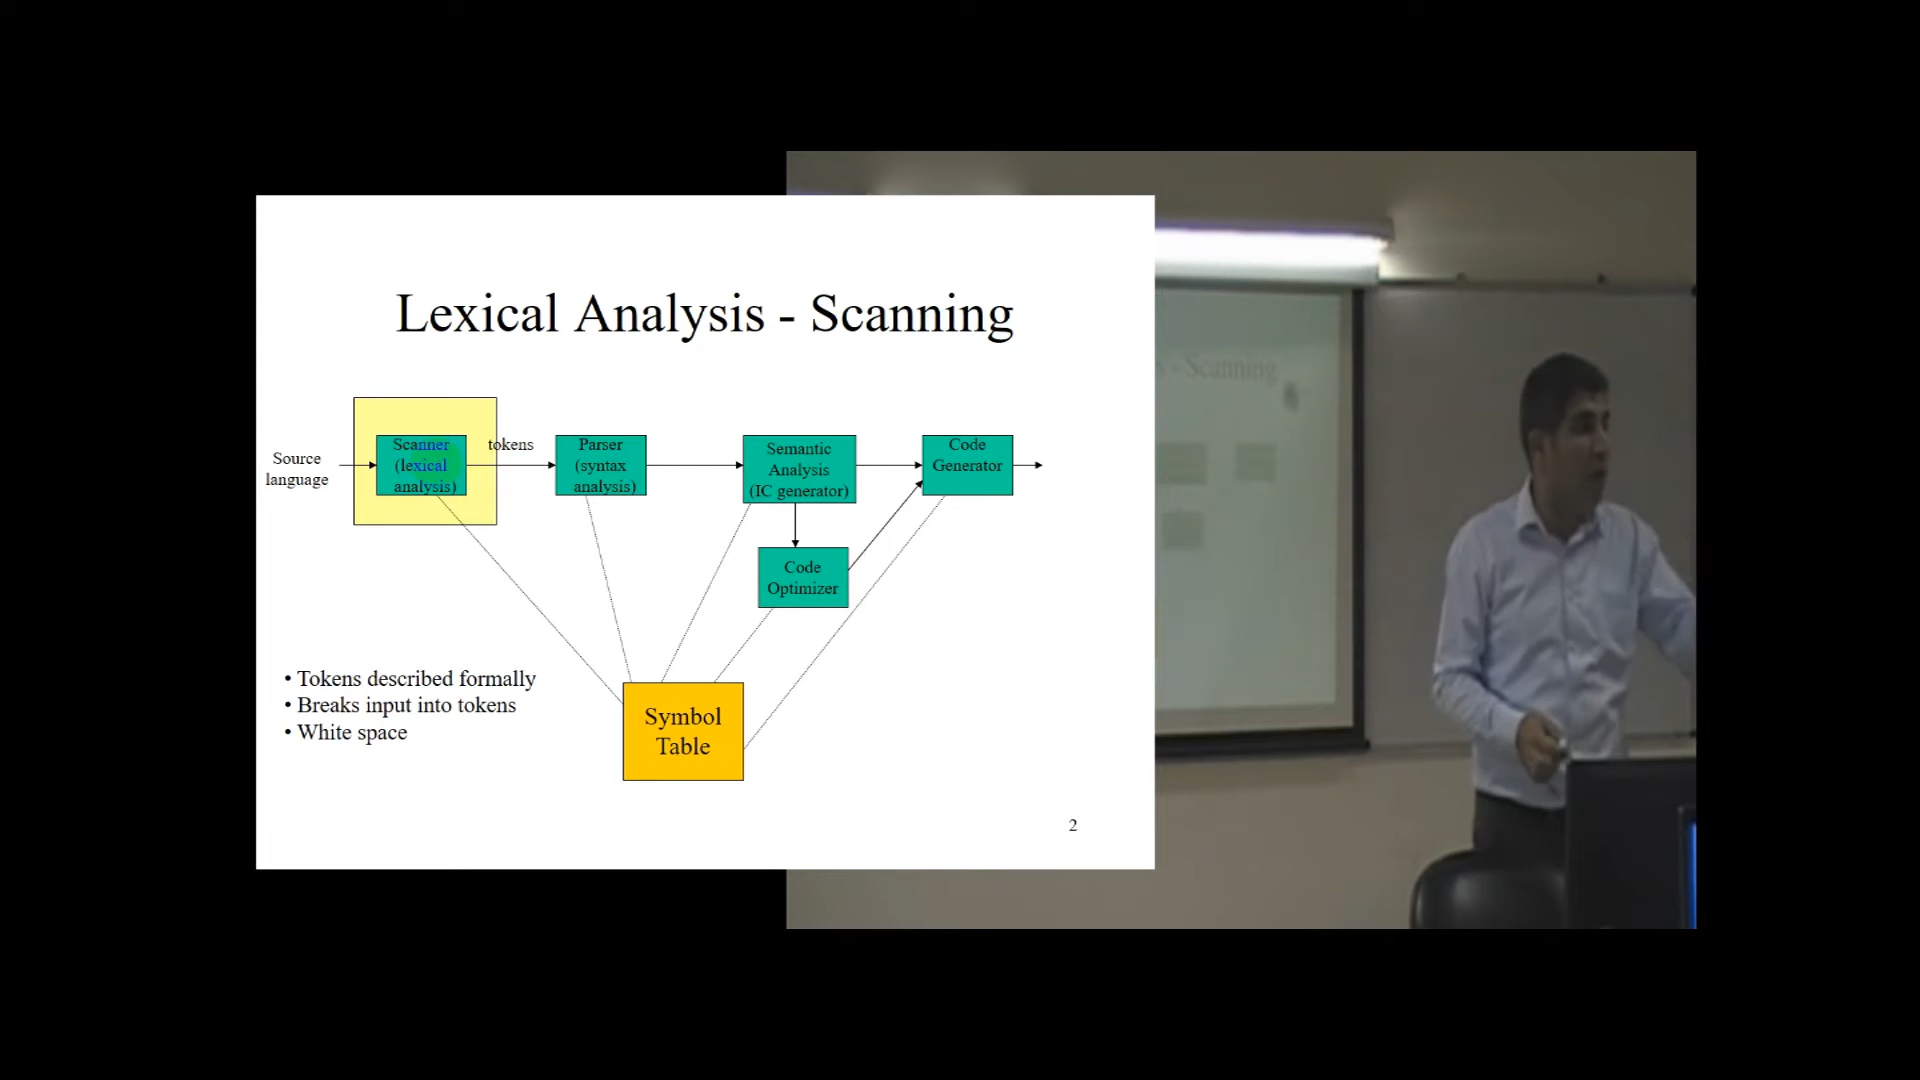 Lexical Analysis - Scanning
Source
language
Scanner
(lexical
analysis)
tokens
Parser
(syntax
analysis)
Semantic
Analysis
(IC generator)
Code
Generator
Code
Optimizer
Symbol
Table
• Tokens described formally
• Breaks input into tokens
• White space
2
- Scanning